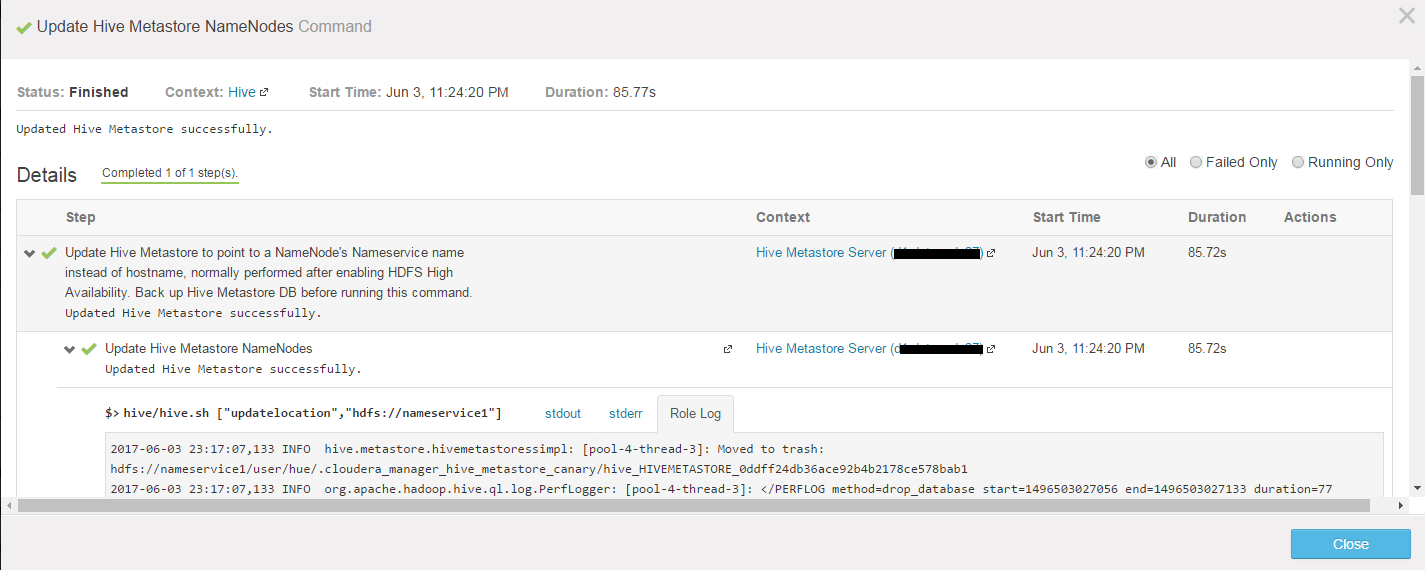 Update Hive Metastore NameNodes Command
Status: Finished Context: Hive Start Time: Jun 3, 11:24:20 PM Duration: 85.77s
Updated Hive Metastore successfully.
Details Completed 1 of 1 step(s). All Failed Only Running Only
Step Context Start Time Duration Actions
Update Hive Metastore to point to a NameNode's Nameservice name Hive Metastore Server ( ) Jun 3, 11:24:20 PM 85.72s
instead of hostname, normally performed after enabling HDFS High
Availability. Back up Hive Metastore DB before running this command.
Updated Hive Metastore successfully.
Update Hive Metastore NameNodes Hive Metastore Server ( ) Jun 3, 11:24:20 PM 85.72s
Updated Hive Metastore successfully.
$> hive/hive.sh ["updatelocation","hdfs://nameservice1"] stdout stderr Role Log
2017-06-03 23:17:07,133 INFO hive.metastore.hivemetastoressimpl: [pool-4-thread-3]: Moved to trash:
hdfs://nameservice1/user/hue/.cloudera_manager_hive_metastore_canary/hive_HIVEMETASTORE_0ddff24db36ace92b4b2178ce578bab1
2017-06-03 23:17:07,133 INFO org.apache.hadoop.hive.ql.log.PerfLogger: [pool-4-thread-3]: </PERFLOG method=drop_database start=1496503027056 end=1496503027133 duration=77
Close